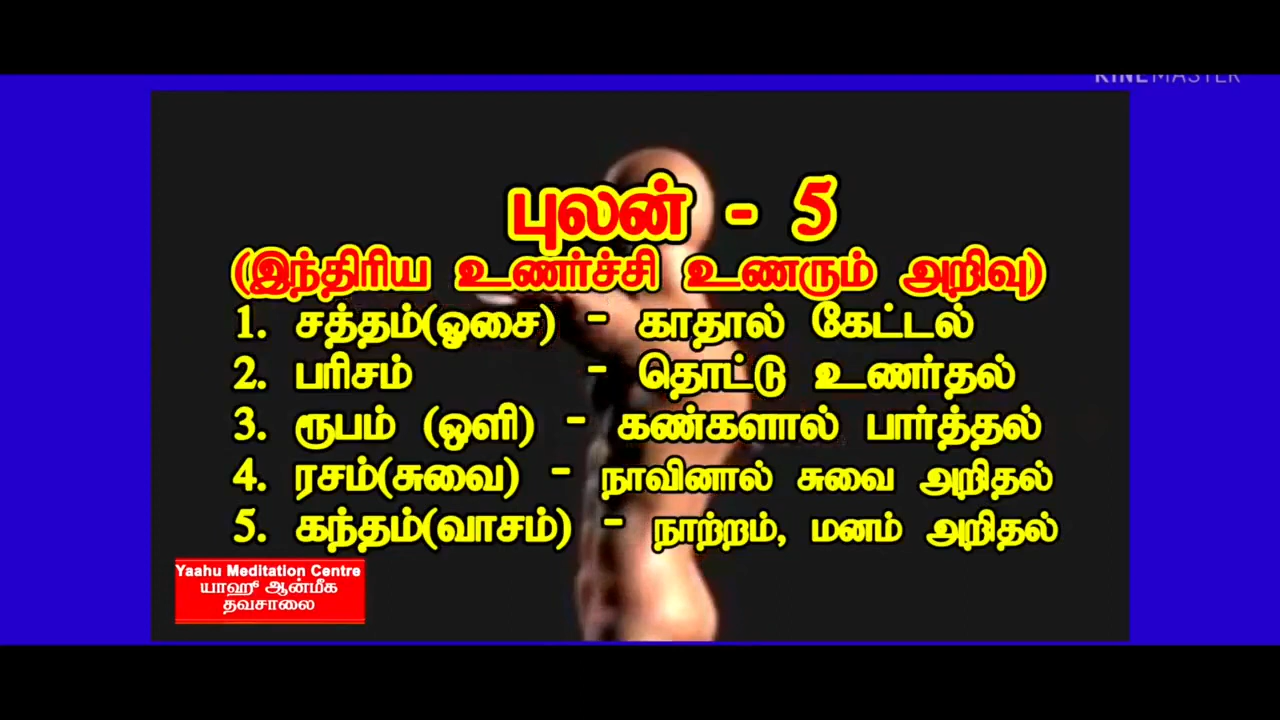 KINEMASTER
புலன் - 5
(இந்திரிய உணர்ச்சி உணரும் அறிவு)
1. சத்தம்(ஓசை) - காதால் கேட்டல்
2. பரிசம் - தொட்டு உணர்தல்
3. ரூபம் (ஒளி) - கண்களால் பார்த்தல்
4. ரசம்(சுவை) - நாவினால் சுவை அறிதல்
5. கந்தம்(வாசம்) - நாற்றம், மனம் அறிதல்
Yaahu Meditation Centre
யாஹூ ஆன்மீக
தவசாலை